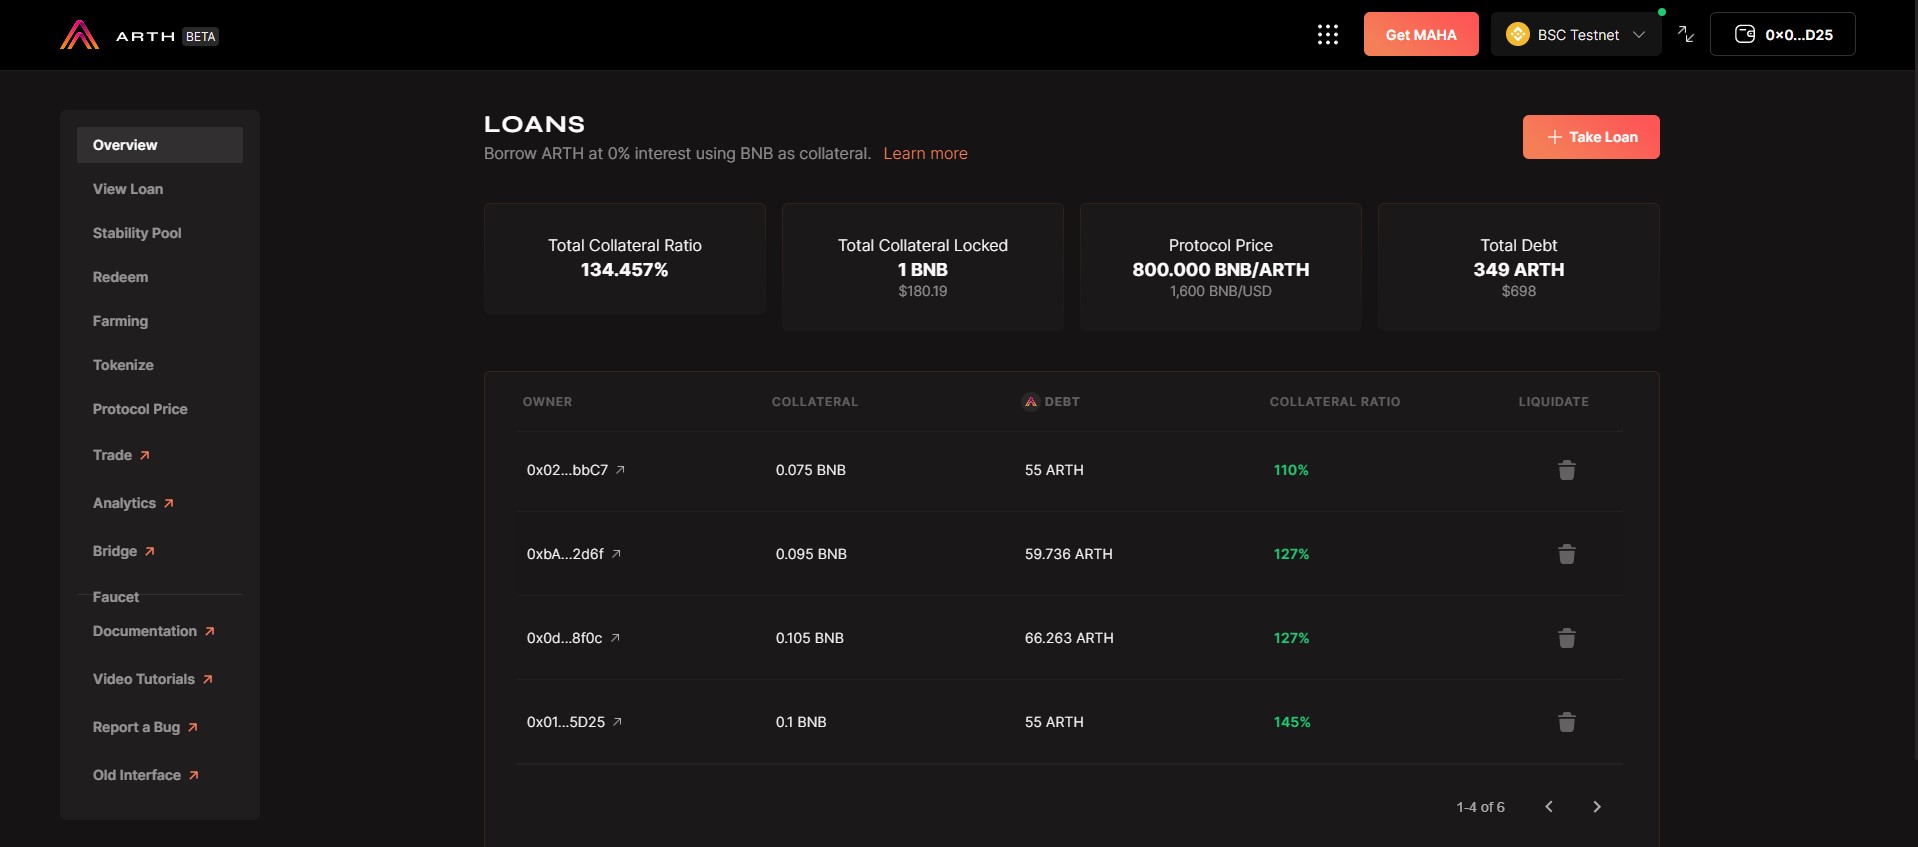 ARTH BETA
Get MAHA
BSC Testnet
0x0...D25
Overview
View Loan
Stability Pool
Redeem
Farming
Tokenize
Protocol Price
Trade
Analytics
Bridge
Faucet
Documentation
Video Tutorials
Report a Bug
Old Interface
LOANS
Borrow ARTH at 0% interest using BNB as collateral. Learn more
+ Take Loan
Total Collateral Ratio
134.457%
Total Collateral Locked
1 BNB
$180.19
Protocol Price
800.000 BNB/ARTH
1,600 BNB/USD
Total Debt
349 ARTH
$698
OWNER COLLATERAL DEBT COLLATERAL RATIO LIQUIDATE
0x02...bbC7 0.075 BNB 55 ARTH 110%
0xbA...2d6f 0.095 BNB 59.736 ARTH 127%
0x0d...8f0c 0.105 BNB 66.263 ARTH 127%
0x01...5D25 0.1 BNB 55 ARTH 145%
1-4 of 6